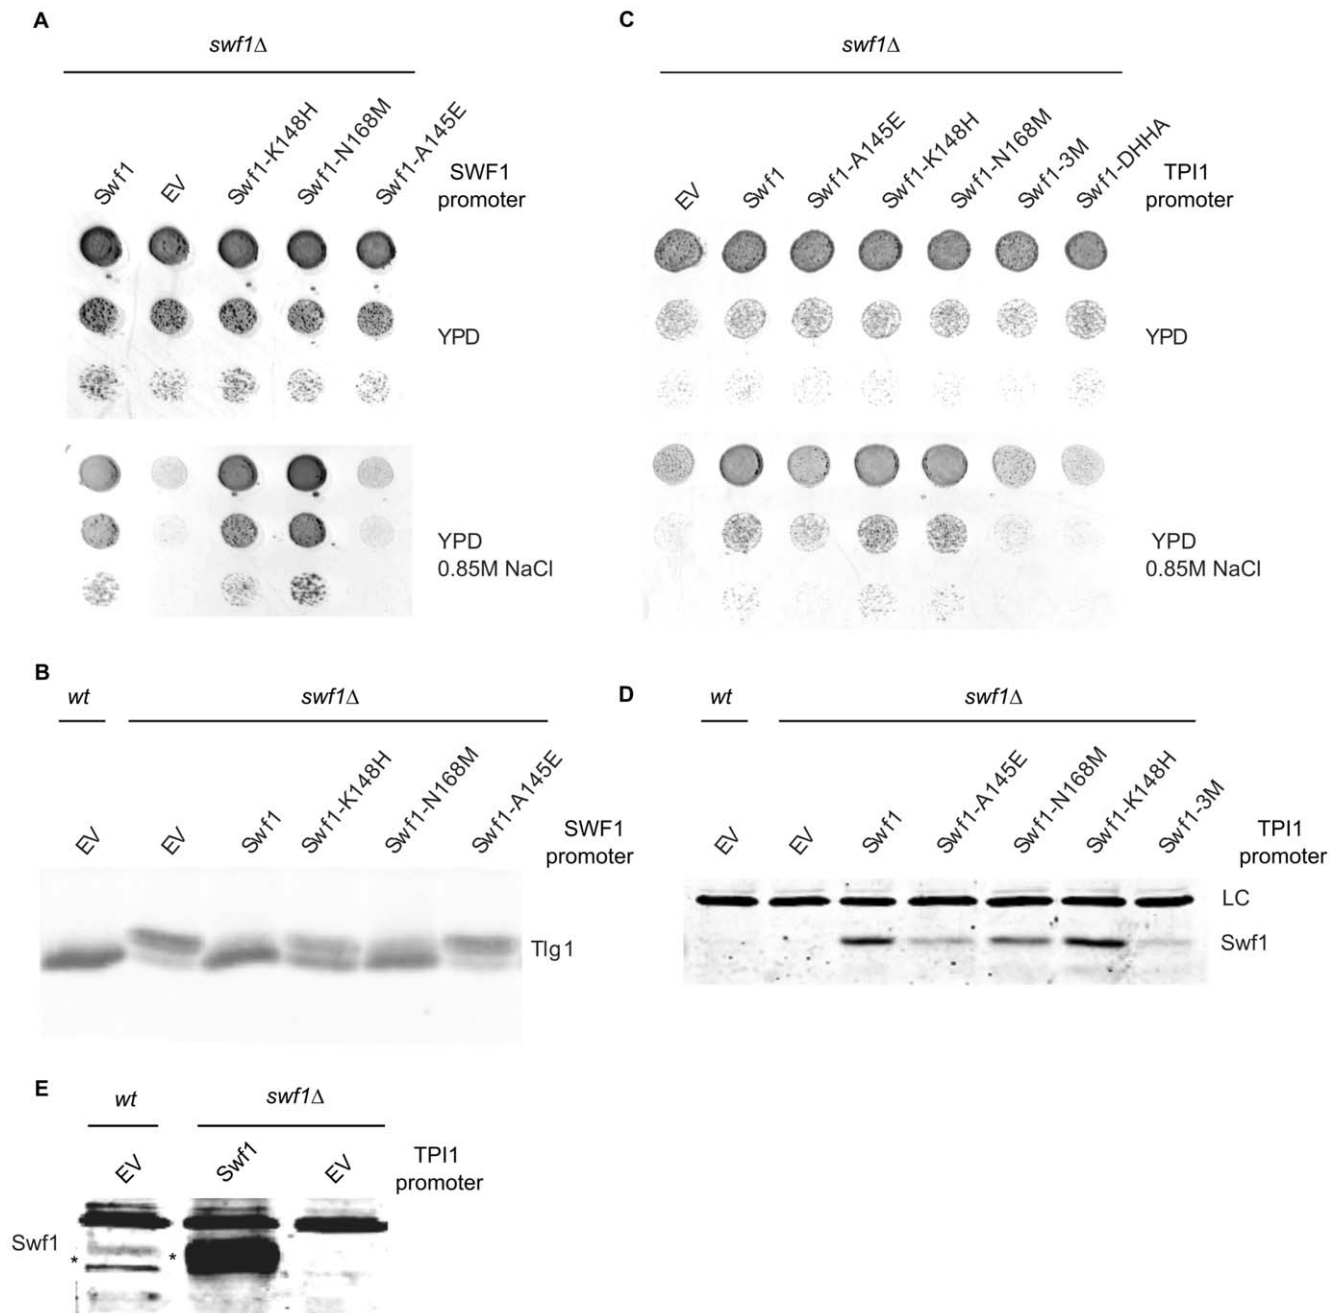 A
swf1Δ
Swf1
EV
Swf1-K148H
Swf1-N168M
Swf1-A145E
SWF1
promoter
YPD
YPD
0.85M NaCl
C
swf1Δ
EV
Swf1
Swf1-A145E
Swf1-K148H
Swf1-N168M
Swf1-3M
Swf1-DHHA
TPI1
promoter
YPD
YPD
0.85M NaCl
B
wt
swf1Δ
EV
EV
Swf1
Swf1-K148H
Swf1-N168M
Swf1-A145E
SWF1
promoter
Tlg1
D
wt
swf1Δ
EV
EV
Swf1
Swf1-A145E
Swf1-N168M
Swf1-K148H
Swf1-3M
TPI1
promoter
LC
Swf1
E
wt
swf1Δ
EV
Swf1
EV
TPI1
promoter
Swf1
*
*